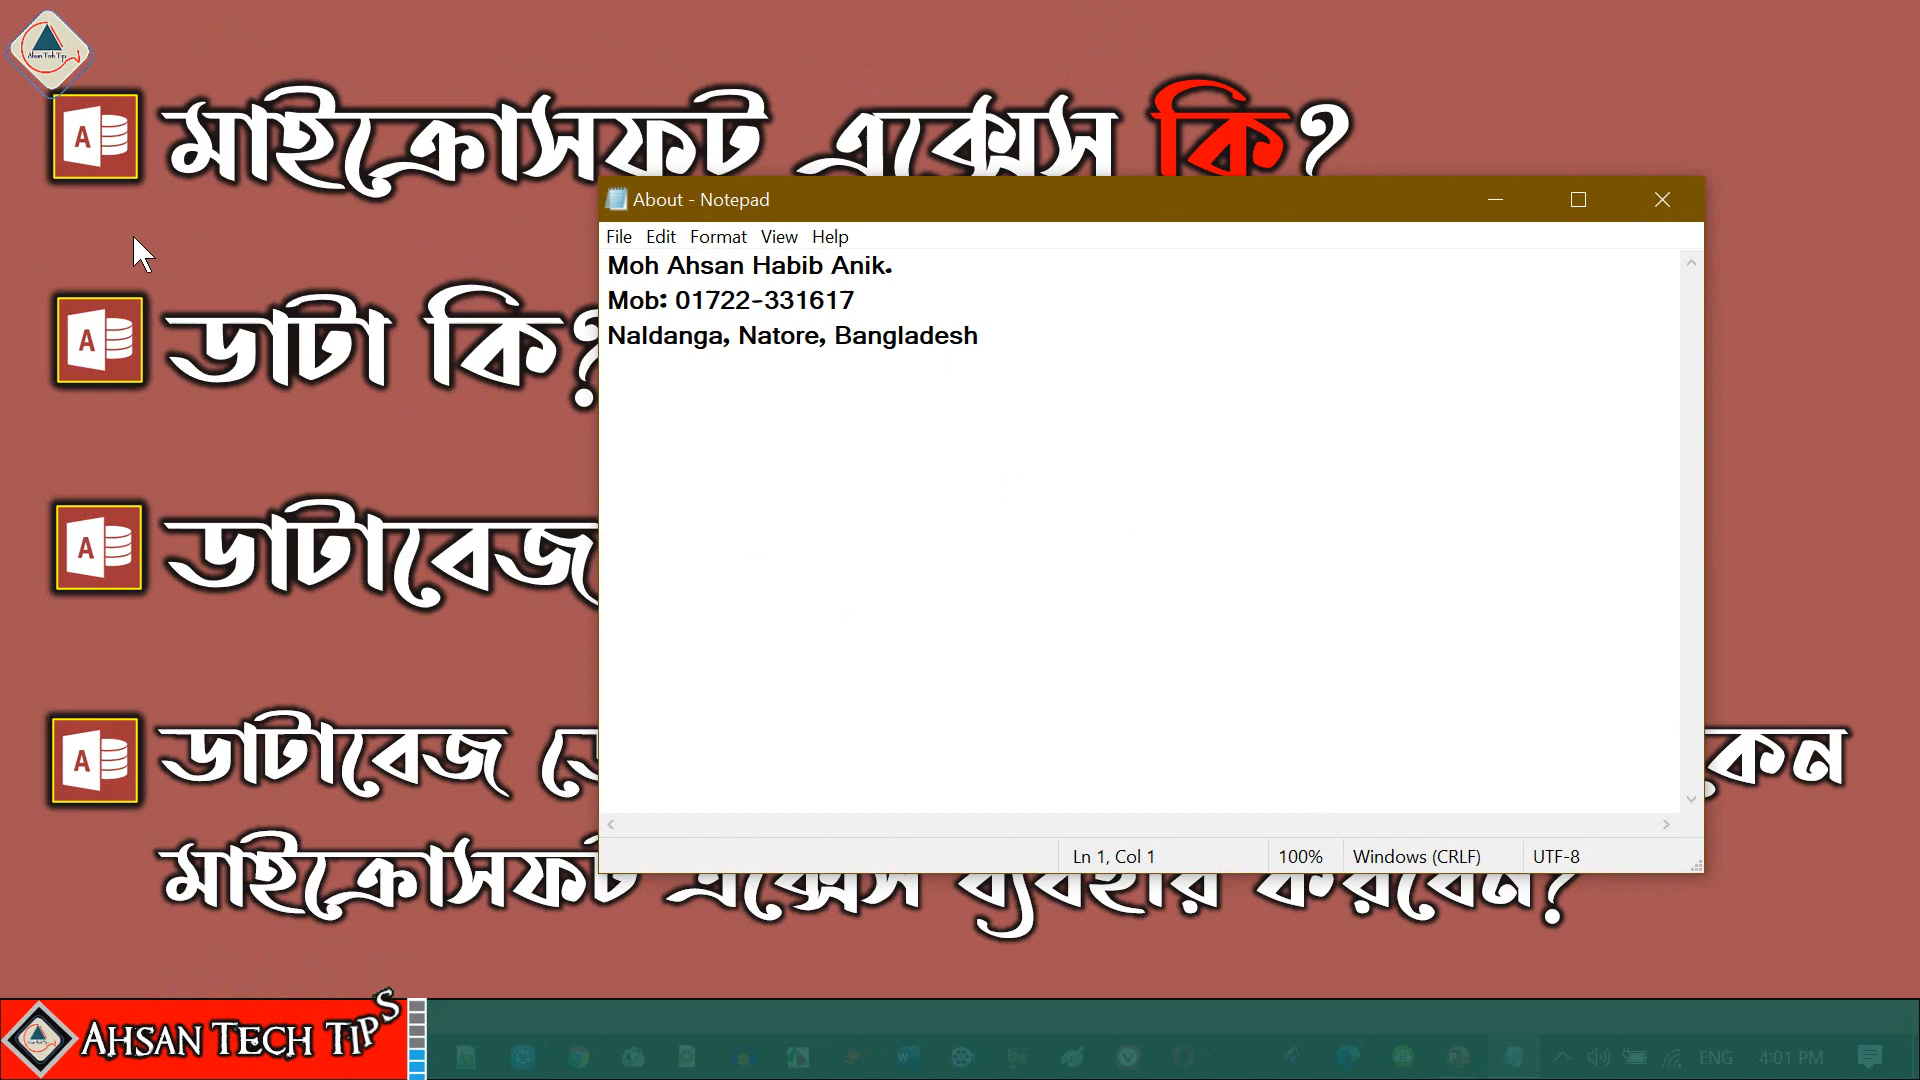 মাইক্রোসফট এক্সেস কি?
About - Notepad
File Edit Format View Help
Moh Ahsan Habib Anik.
Mob: 01722-331617
Naldanga, Natore, Bangladesh
ডাটা কি?
ডাটাবেজ
ডাটাবেজ
কেন
মাইক্রোসফট এক্সেস ব্যবহার করবেন?
Ln 1, Col 1
100%
Windows (CRLF)
UTF-8
AHSAN TECH TIPS
ENG
4:01 PM